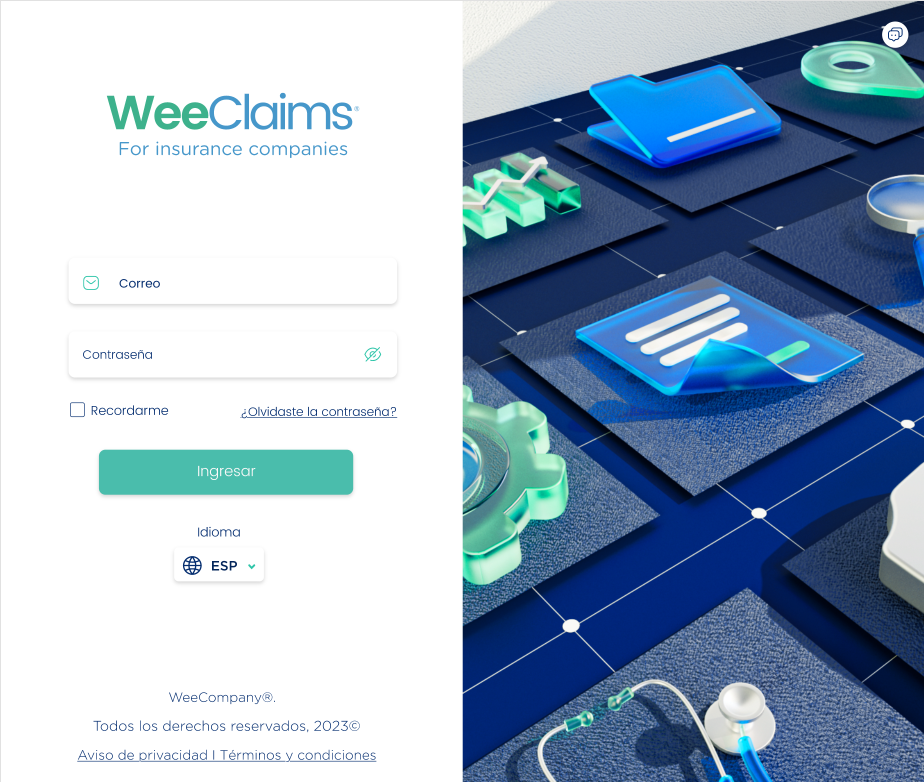 WeeClaims®
For insurance companies
Correo
Contraseña
Recordarme
¿Olvidaste la contraseña?
Ingresar
Idioma
ESP
WeeCompany®.
Todos los derechos reservados, 2023©
Aviso de privacidad I Términos y condiciones